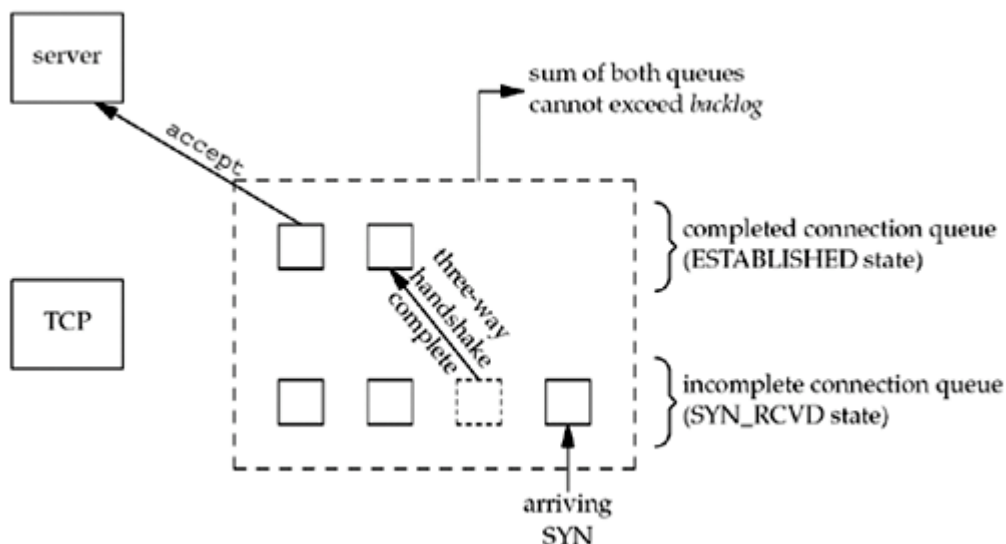 server
accept
sum of both queues
cannot exceed backlog
completed connection queue
(ESTABLISHED state)
three-way
handshake
complete
TCP
incomplete connection queue
(SYN_RCVD state)
arriving
SYN